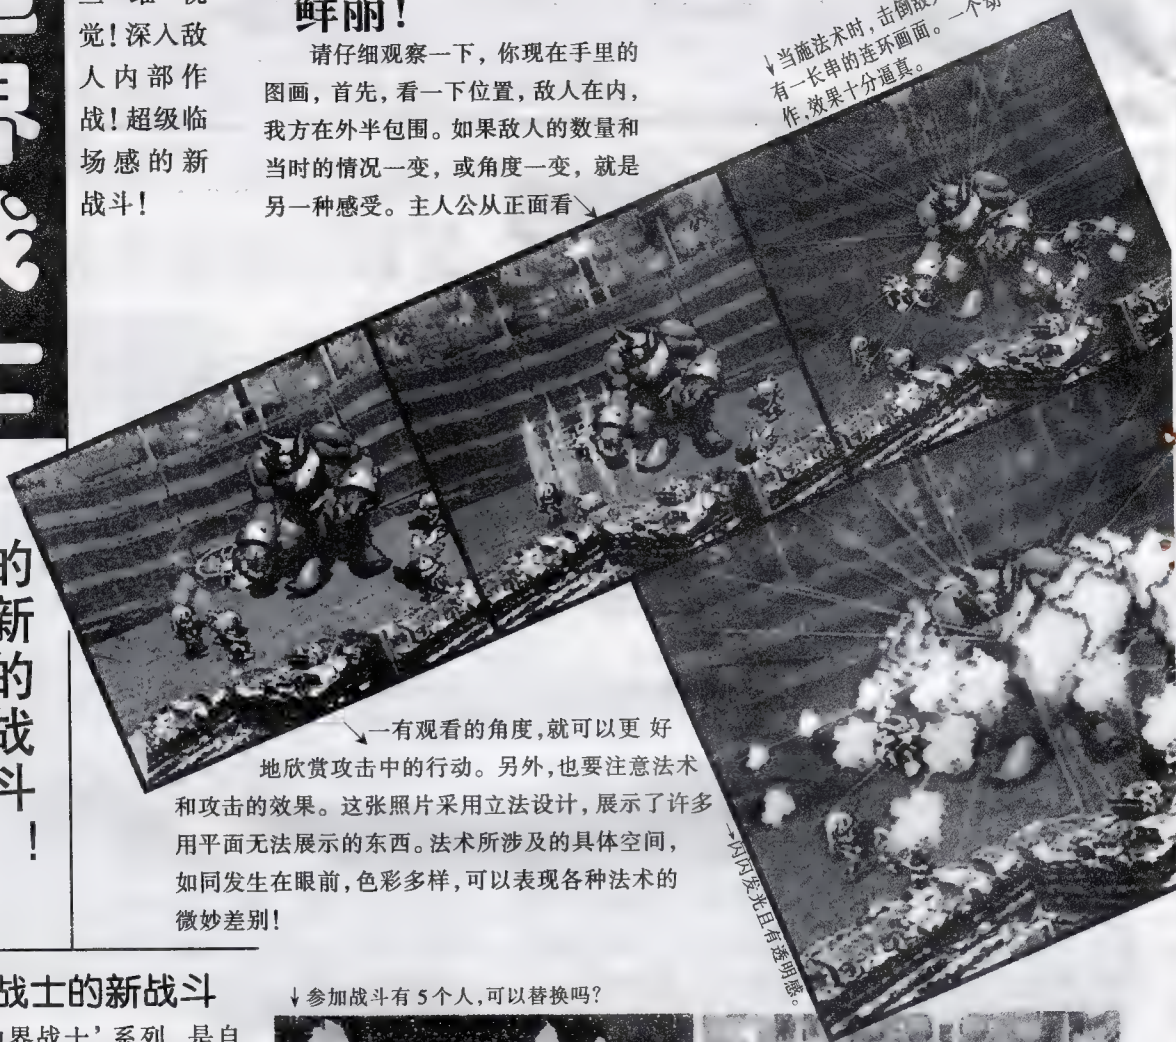 觉！深入敌
人内部作
战！超级临
场感的新
战斗！
鲜丽！
请仔细观察一下，你现在手里的
图画，首先，看一下位置，敌人在内，
我方在外半包围。如果敌人的数量和
当时的情况一变，或角度一变，就是
另一种感受。主人公从正面看
↓当施法术时，击倒敌
有一长串的连环画面。一个动
作，效果十分逼真。
的新的战斗！
一有观看的角度，就可以更 好
地欣赏攻击中的行动。另外，也要注意法术
和攻击的效果。这张照片采用立法设计，展示了许多
用平面无法展示的东西。法术所涉及的具体空间，
如同发生在眼前，色彩多样，可以表现各种法术的
微妙差别！
→闪闪发光且有透明感。
战士的新战斗
界战士’系列，是自
↓参加战斗有5个人，可以替换吗？